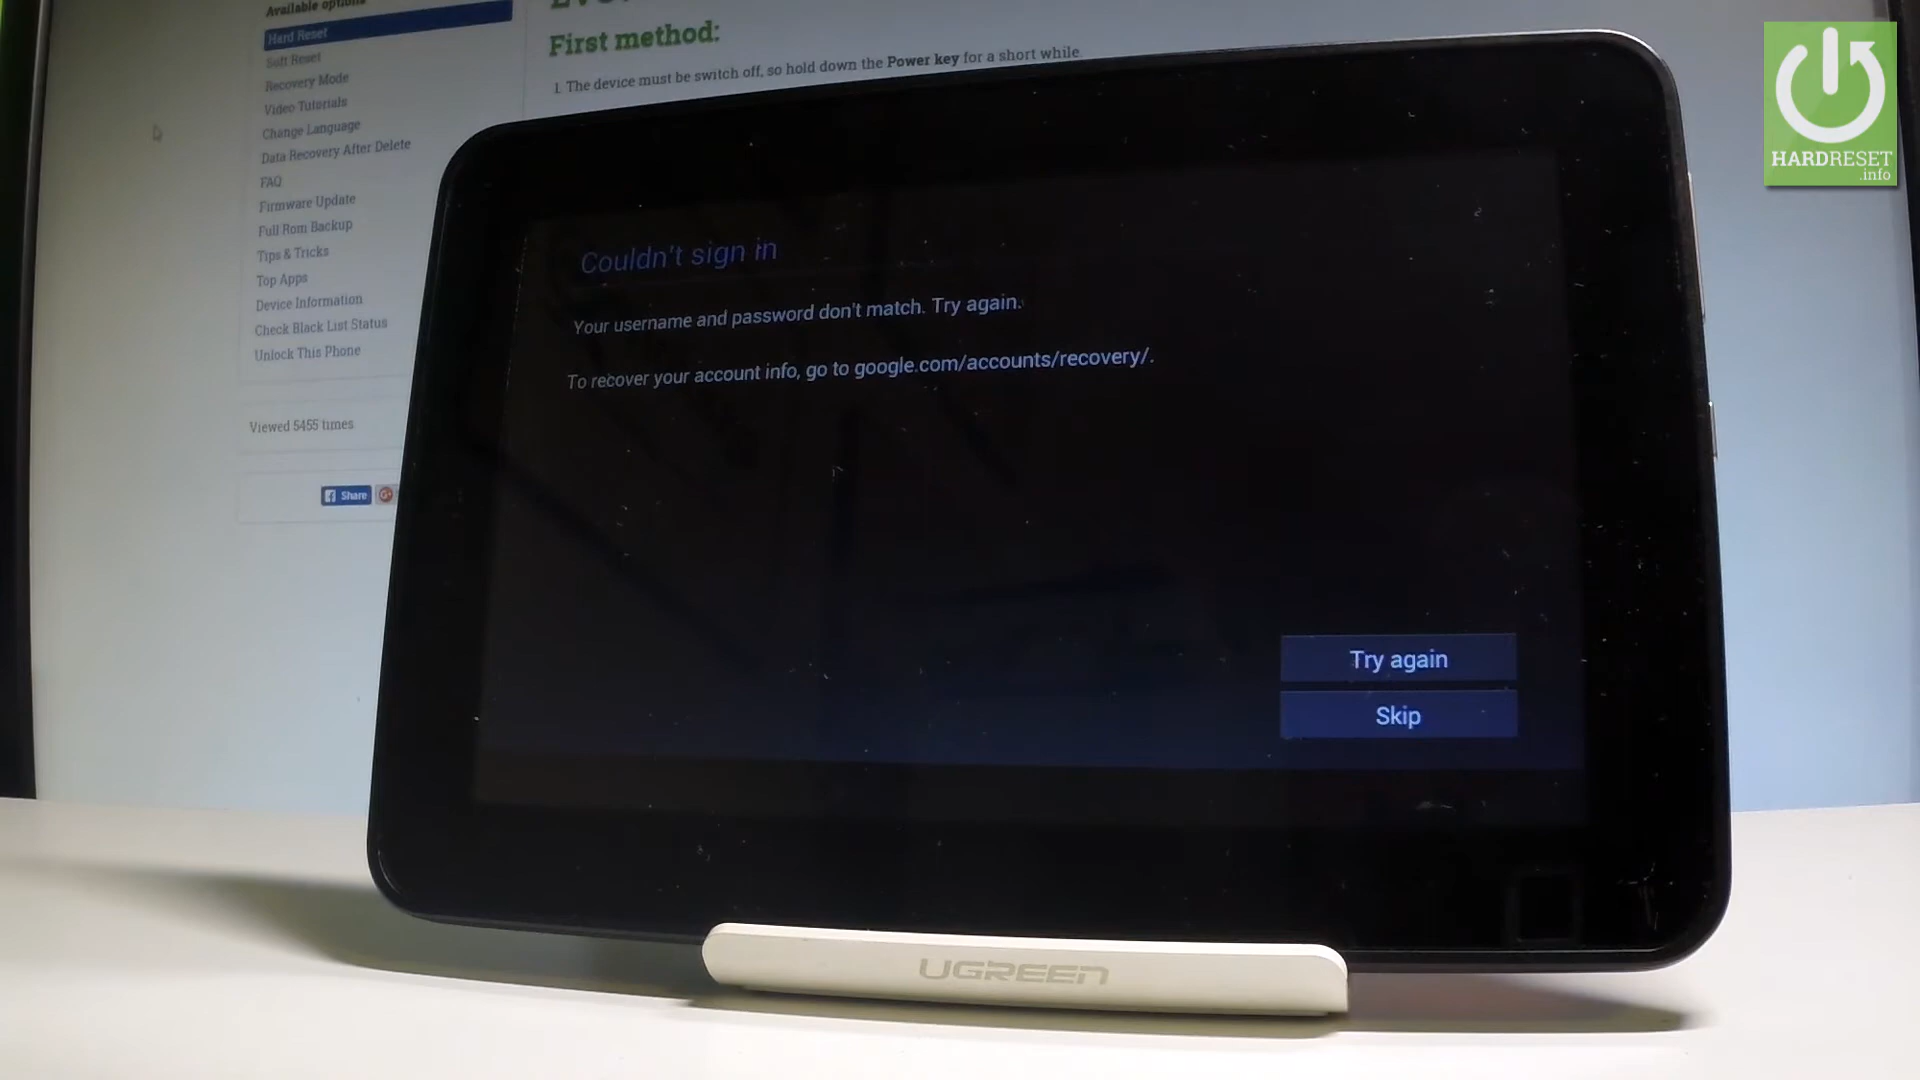 Available options
Hard Reset
Soft Reset
Recovery Mode
Video Tutorials
Change Language
Data Recovery After Delete
FAQ
Firmware Update
Full Rom Backup
Tips & Tricks
Top Apps
Device Information
Check Black List Status
Unlock This Phone
Viewed 5455 times
Share
First method:
1. The device must be switch off, so hold down the Power key for a short while.
Couldn't sign in
Your username and password don't match. Try again.
To recover your account info, go to google.com/accounts/recovery/.
Try again
Skip
UGREEN
HARDRESET
.info